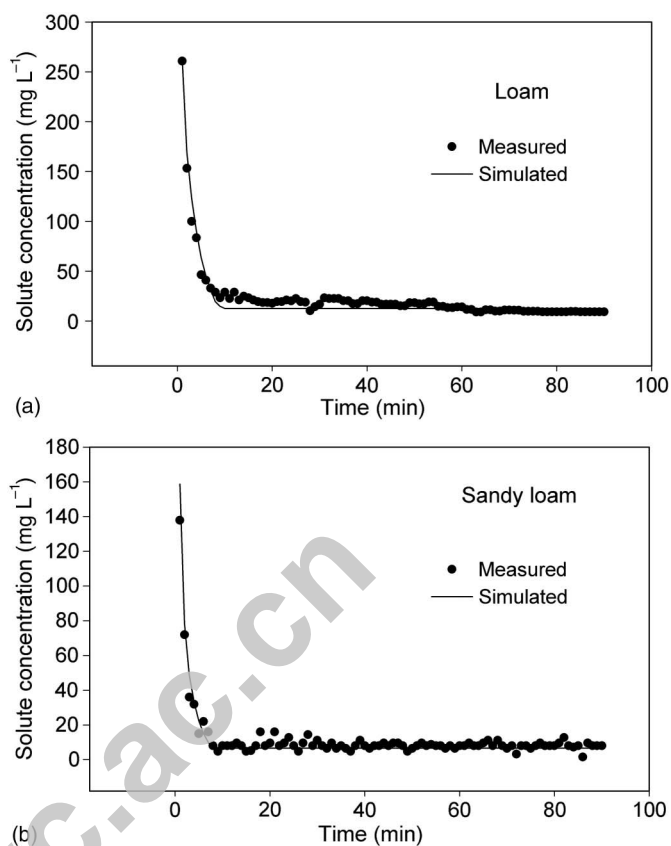 300
250
200
150
100
50
0
Solute concentration (mg L⁻¹)
Loam
Measured
Simulated
0 20 40 60 80 100
(a)
Time (min)
180
160
140
120
100
80
60
40
20
0
Solute concentration (mg L⁻¹)
Sandy loam
Measured
Simulated
0 20 40 60 80 100
(b)
Time (min)
c.ac.cn